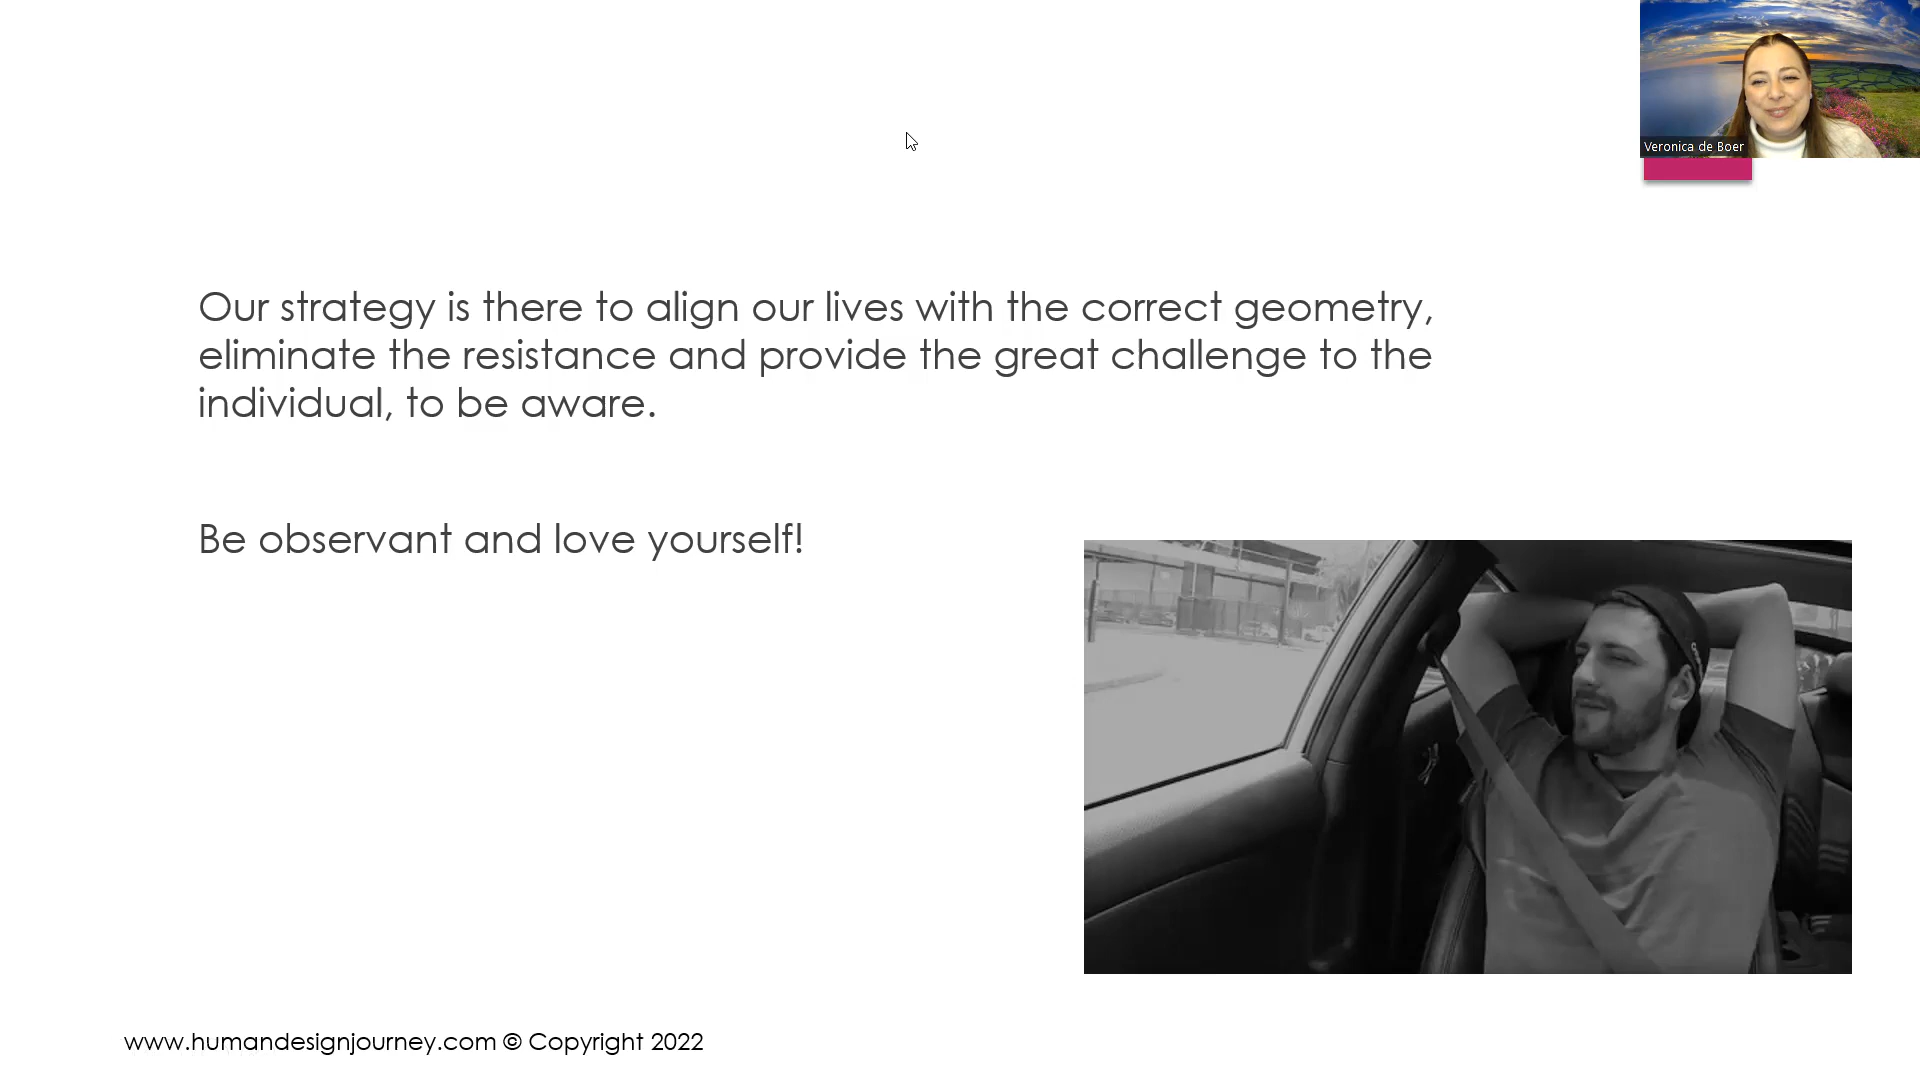 Veronica de Boer
Our strategy is there to align our lives with the correct geometry,
eliminate the resistance and provide the great challenge to the
individual, to be aware.
Be observant and love yourself!
www.humandesignjourney.com © Copyright 2022